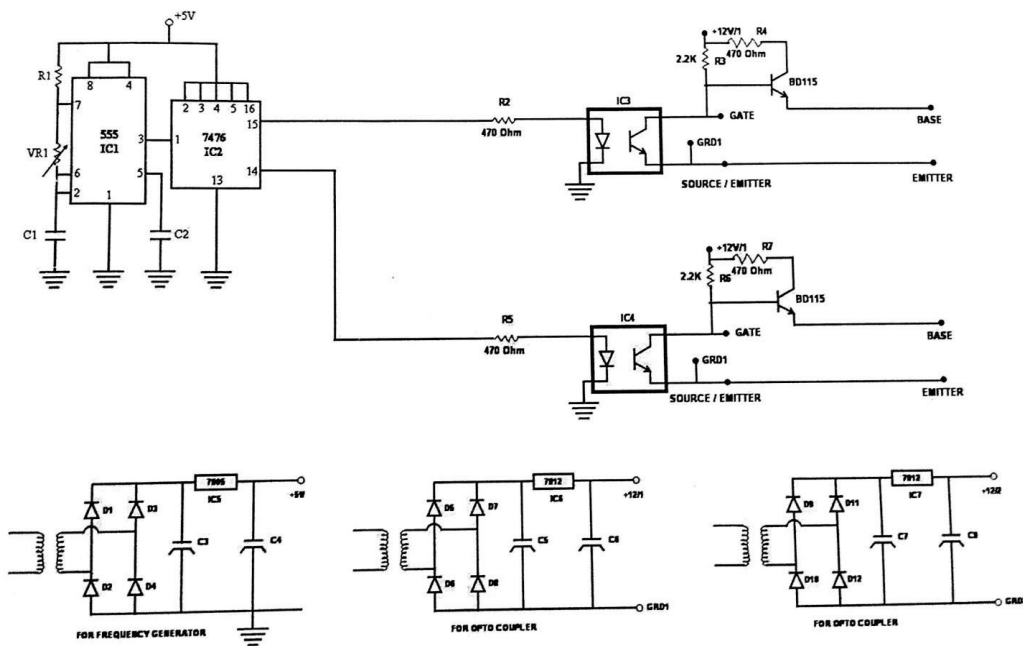 +5V
R1
8 4
7
555
IC1
3
VR1
6
5
2
1
C1
C2
2 3 4 5 16
15
1
7476
IC2
14
13
R2
470 Ohm
IC3
+12V/1 R4
470 Ohm
2.2K R3
BD115
GATE
BASE
GRD1
SOURCE / EMITTER
EMITTER
R5
470 Ohm
IC4
+12V/1 R7
470 Ohm
2.2K R6
BD115
GATE
BASE
GRD1
SOURCE / EMITTER
EMITTER
D1 D3
D2 D4
C3
7805
IC5
C4
+5V
FOR FREQUENCY GENERATOR
D5 D7
D6 D8
C5
7812
IC6
C6
+12/1
GRD1
FOR OPTO COUPLER
D9 D11
D10 D12
C7
7812
IC7
C8
+12/2
FOR OPTO COUPLER